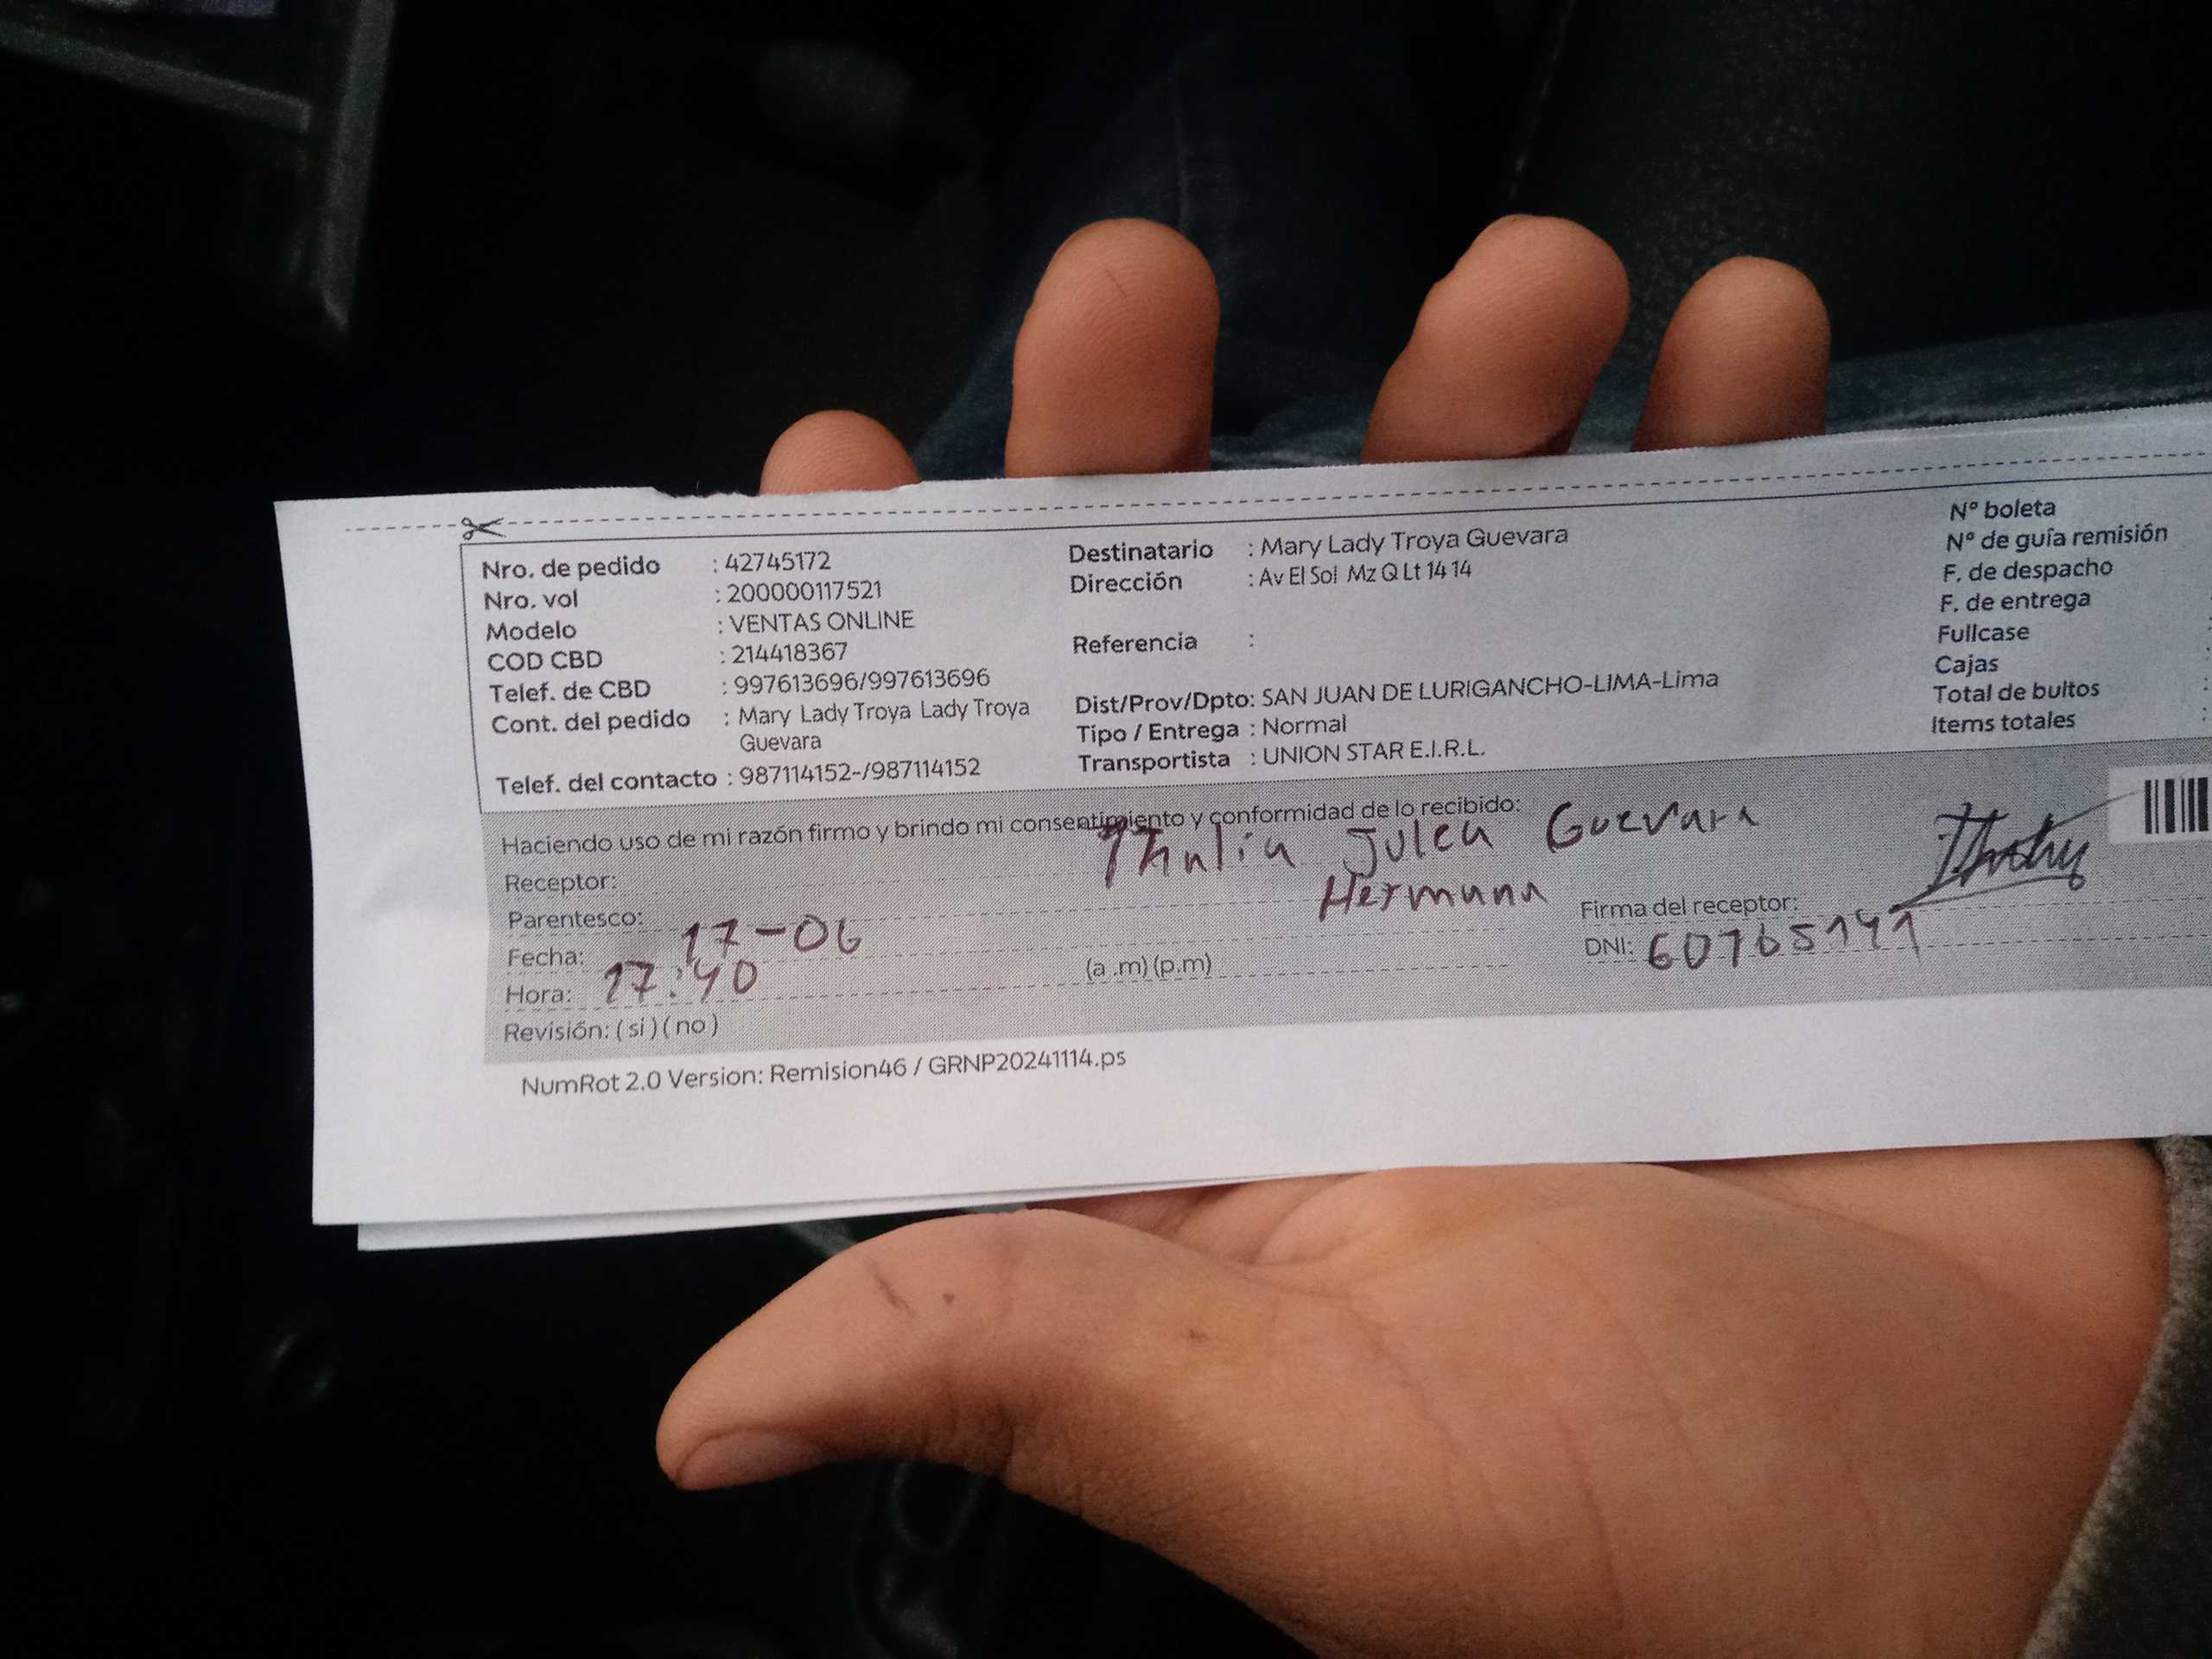 Nro. de pedido : 42745172
Nro. vol : 200000117521
Modelo : VENTAS ONLINE
COD CBD : 214418367
Telef. de CBD : 997613696/997613696
Cont. del pedido : Mary Lady Troya Lady Troya
Guevara
Telef. del contacto : 987114152-/987114152
Destinatario : Mary Lady Troya Guevara
Dirección : Av El Sol Mz Q Lt 14 14
Referencia :
Dist/Prov/Dpto: SAN JUAN DE LURIGANCHO-LIMA-Lima
Tipo / Entrega : Normal
Transportista : UNION STAR E.I.R.L.
N° boleta
N° de guía remisión
F. de despacho
F. de entrega
Fullcase :
Cajas
Total de bultos :
Items totales :
Haciendo uso de mi razón firmo y brindo mi consentimiento y conformidad de lo recibido:
Receptor: Thalia Julca Guevara
Parentesco: Hermana
Fecha: 17-06
Hora: 17:40 (a .m) (p.m)
Revisión: ( si ) ( no )
Firma del receptor:
DNI: 60765141
NumRot 2.0 Version: Remision46 / GRNP20241114.ps